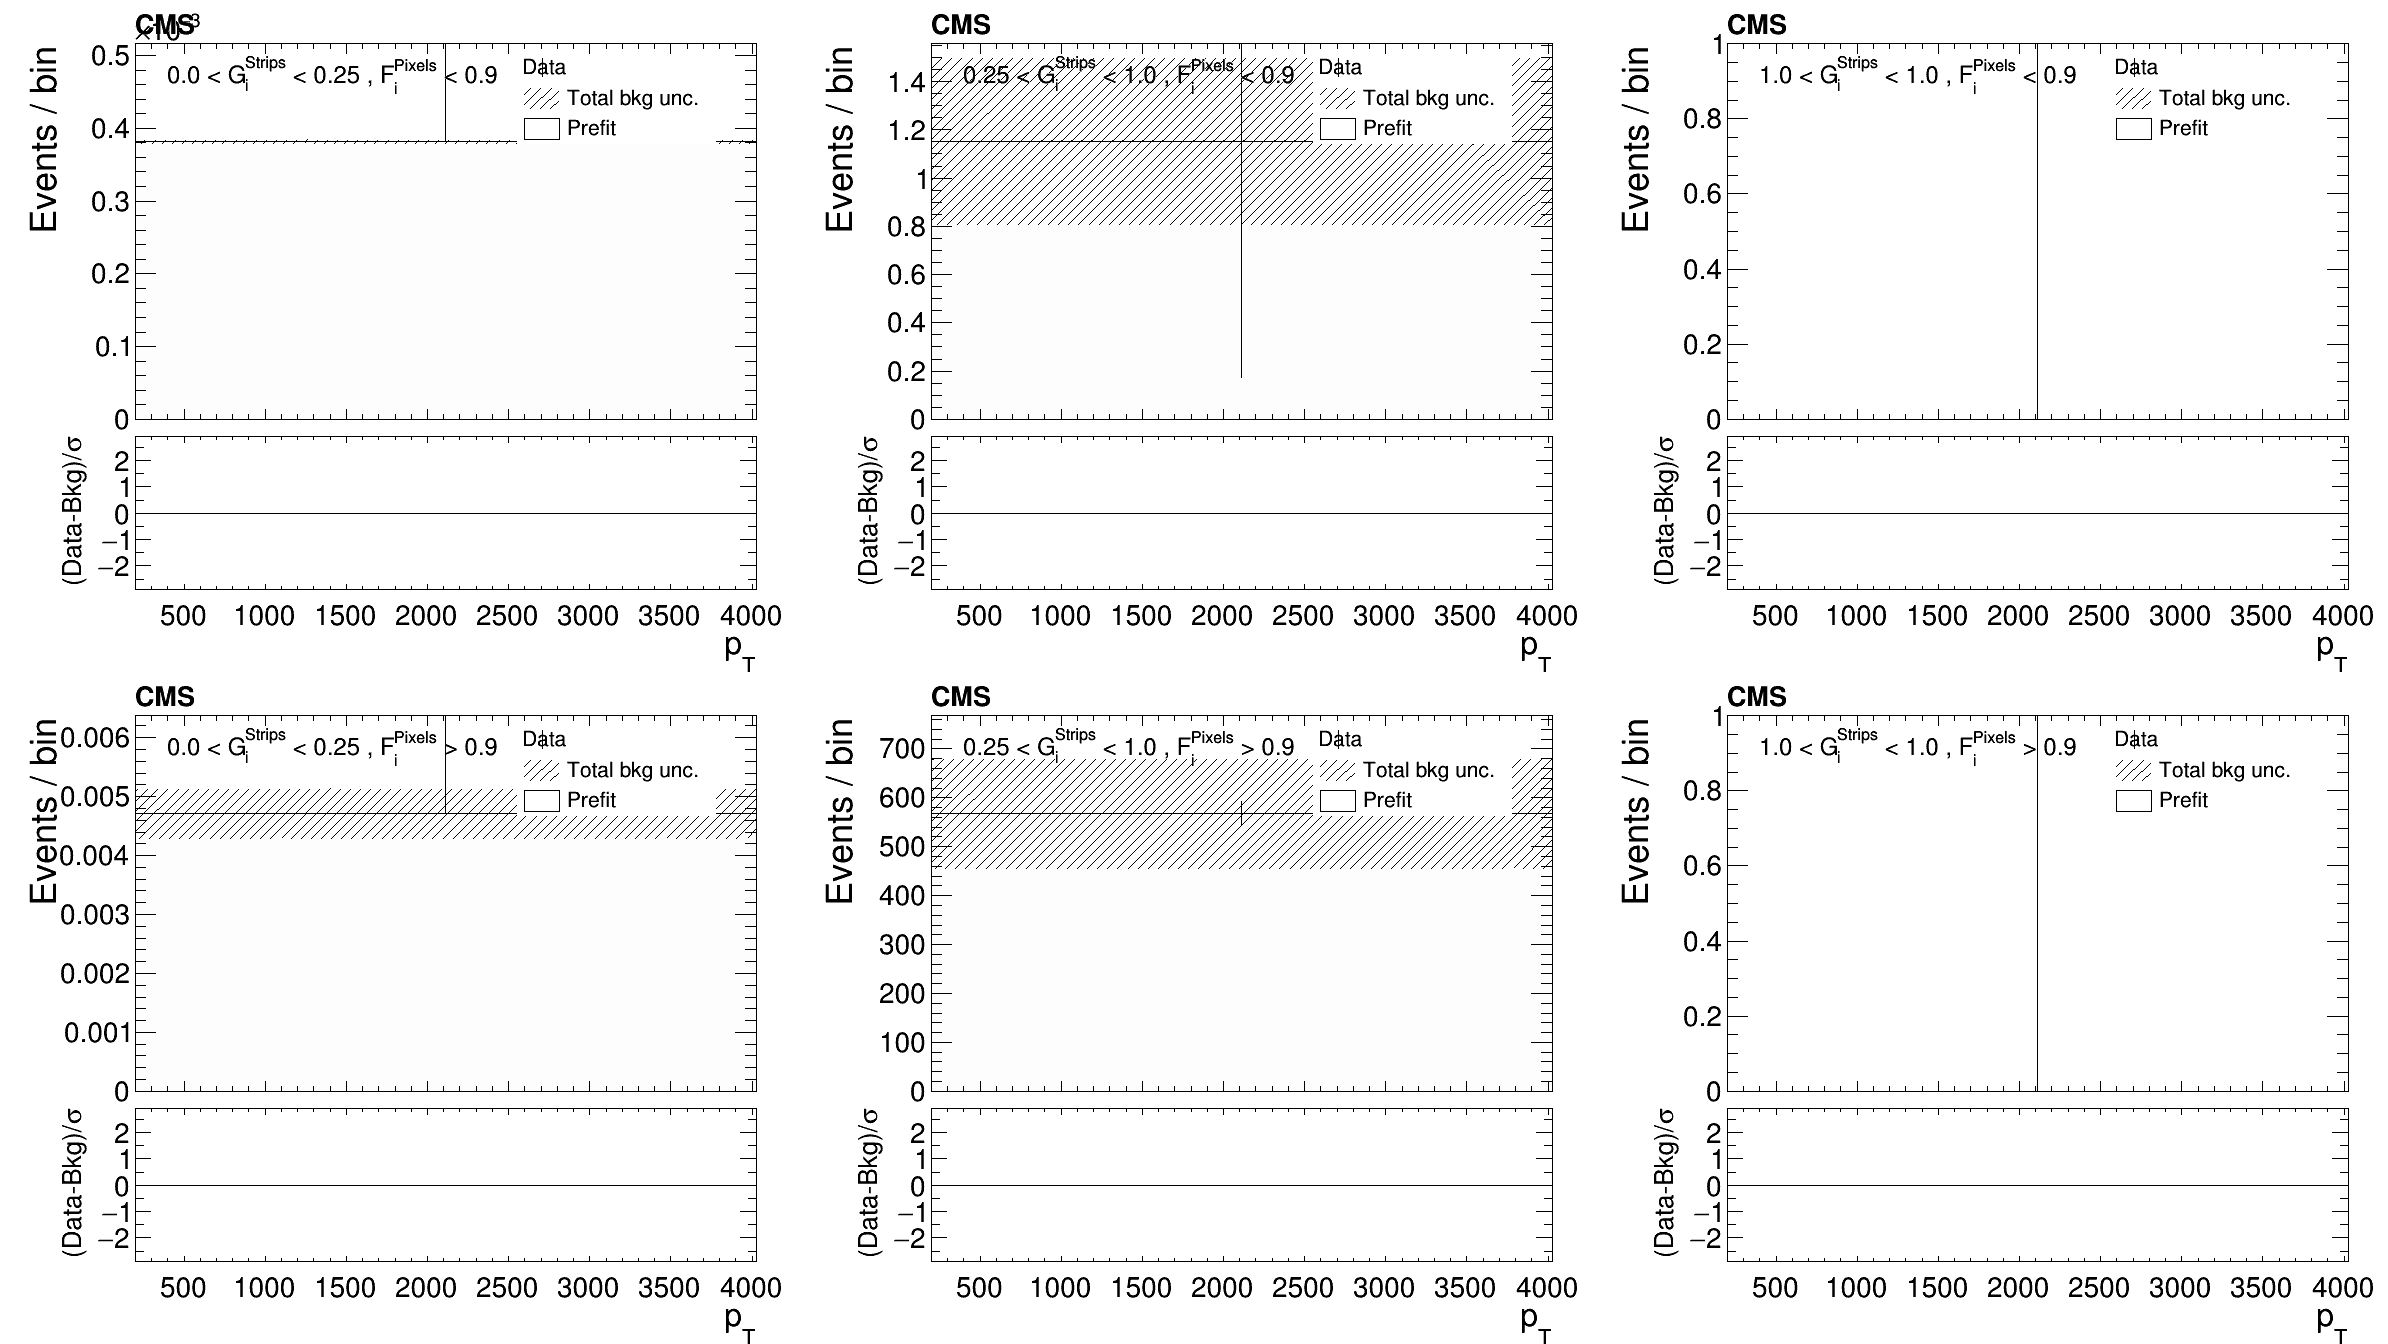 CMS
×10⁻³
Events / bin
0.5
0.4
0.3
0.2
0.1
0
0.0 < G_i^Strips < 0.25 , F_i^Pixels < 0.9
Data
Total bkg unc.
Prefit
(Data-Bkg)/σ
2
1
0
−1
−2
500 1000 1500 2000 2500 3000 3500 4000
p_T
CMS
Events / bin
1.4
1.2
1
0.8
0.6
0.4
0.2
0
0.25 < G_i^Strips < 1.0 , F_i^Pixels < 0.9
Data
Total bkg unc.
Prefit
(Data-Bkg)/σ
2
1
0
−1
−2
500 1000 1500 2000 2500 3000 3500 4000
p_T
CMS
Events / bin
1
0.8
0.6
0.4
0.2
0
1.0 < G_i^Strips < 1.0 , F_i^Pixels < 0.9
Data
Total bkg unc.
Prefit
(Data-Bkg)/σ
2
1
0
−1
−2
500 1000 1500 2000 2500 3000 3500 4000
p_T
CMS
Events / bin
0.006
0.005
0.004
0.003
0.002
0.001
0
0.0 < G_i^Strips < 0.25 , F_i^Pixels > 0.9
Data
Total bkg unc.
Prefit
(Data-Bkg)/σ
2
1
0
−1
−2
500 1000 1500 2000 2500 3000 3500 4000
p_T
CMS
Events / bin
700
600
500
400
300
200
100
0
0.25 < G_i^Strips < 1.0 , F_i^Pixels > 0.9
Data
Total bkg unc.
Prefit
(Data-Bkg)/σ
2
1
0
−1
−2
500 1000 1500 2000 2500 3000 3500 4000
p_T
CMS
Events / bin
1
0.8
0.6
0.4
0.2
0
1.0 < G_i^Strips < 1.0 , F_i^Pixels > 0.9
Data
Total bkg unc.
Prefit
(Data-Bkg)/σ
2
1
0
−1
−2
500 1000 1500 2000 2500 3000 3500 4000
p_T